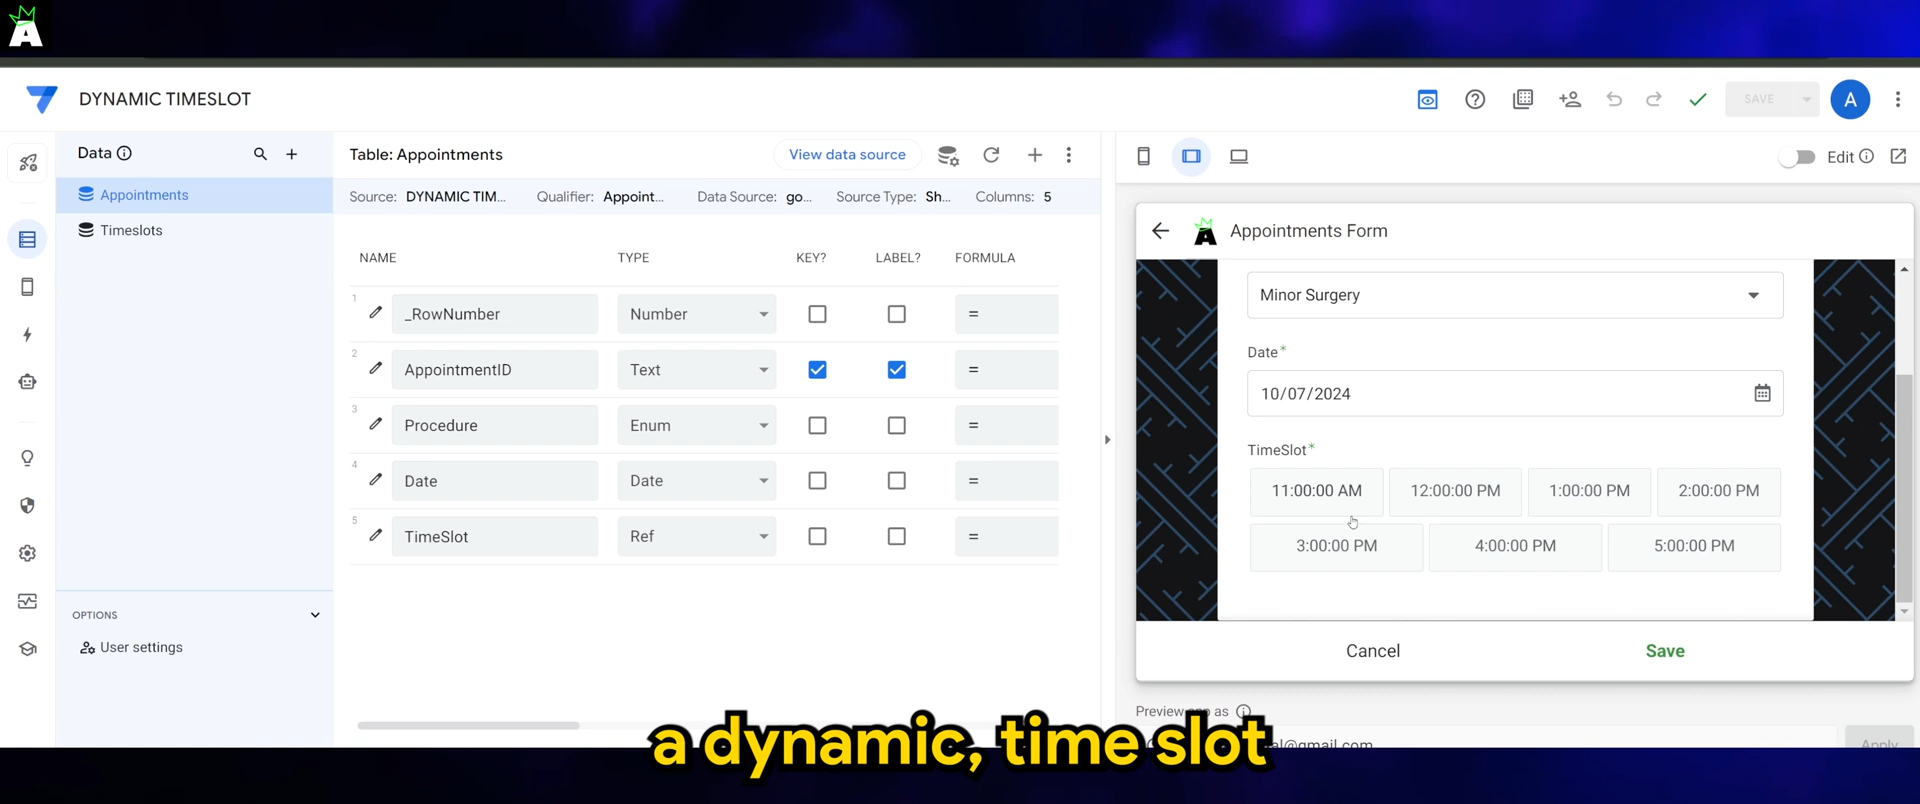 DYNAMIC TIMESLOT
SAVE
A
Data
Appointments
Timeslots
OPTIONS
User settings
Table: Appointments
View data source
Source: DYNAMIC TIM... Qualifier: Appoint... Data Source: go... Source Type: Sh... Columns: 5
NAME TYPE KEY? LABEL? FORMULA
1 _RowNumber Number =
2 AppointmentID Text =
3 Procedure Enum =
4 Date Date =
5 TimeSlot Ref =
Edit
Appointments Form
Minor Surgery
Date*
10/07/2024
TimeSlot*
11:00:00 AM 12:00:00 PM 1:00:00 PM 2:00:00 PM
3:00:00 PM 4:00:00 PM 5:00:00 PM
Cancel Save
Preview app as
al@gmail.com
Apply
a dynamic, time slot